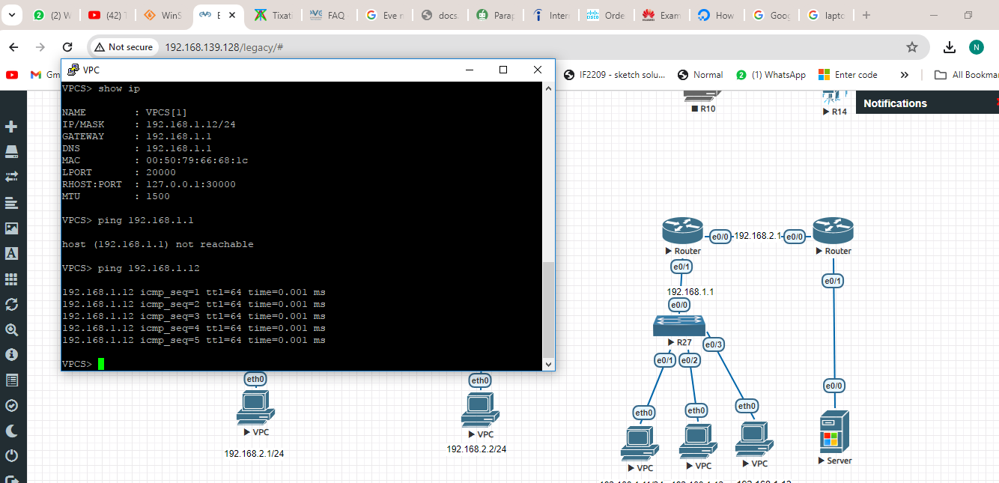 2 (2) W
(42) T
WinS
E
Tixat
FAQ
Eve n
docs.
Parap
Inter
Orde
Exam
How
Goog
lapto
Not secure 192.168.139.128/legacy/#
N
Gm
IF2209 - sketch solu...
Normal
2 (1) WhatsApp
Enter code
»
All Bookmar
VPC
VPCS> show ip
NAME : VPCS[1]
IP/MASK : 192.168.1.12/24
GATEWAY : 192.168.1.1
DNS : 192.168.1.1
MAC : 00:50:79:66:68:1c
LPORT : 20000
RHOST:PORT : 127.0.0.1:30000
MTU : 1500
VPCS> ping 192.168.1.1
host (192.168.1.1) not reachable
VPCS> ping 192.168.1.12
192.168.1.12 icmp_seq=1 ttl=64 time=0.001 ms
192.168.1.12 icmp_seq=2 ttl=64 time=0.001 ms
192.168.1.12 icmp_seq=3 ttl=64 time=0.001 ms
192.168.1.12 icmp_seq=4 ttl=64 time=0.001 ms
192.168.1.12 icmp_seq=5 ttl=64 time=0.001 ms
VPCS>
R10
R14
Notifications
e0/0 192.168.2.1 e0/0
Router
Router
e0/1
e0/1
192.168.1.1
e0/0
R27
e0/3
e0/1
e0/2
eth0
eth0
e0/0
eth0
eth0
eth0
VPC
VPC
VPC
VPC
VPC
Server
192.168.2.1/24
192.168.2.2/24